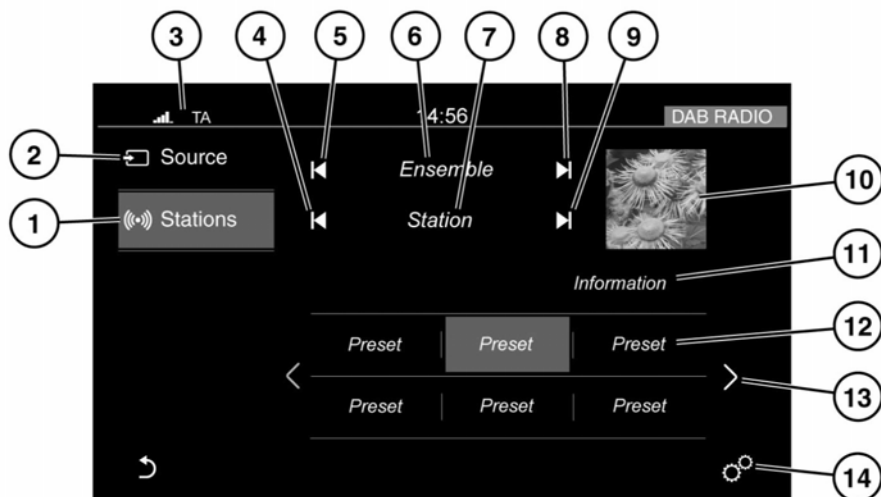 3 4 5 6 7 8 9
TA 14:56 DAB RADIO
2 Source Ensemble
10
1 Stations Station
11
Information
12
Preset Preset Preset
13
Preset Preset Preset
14